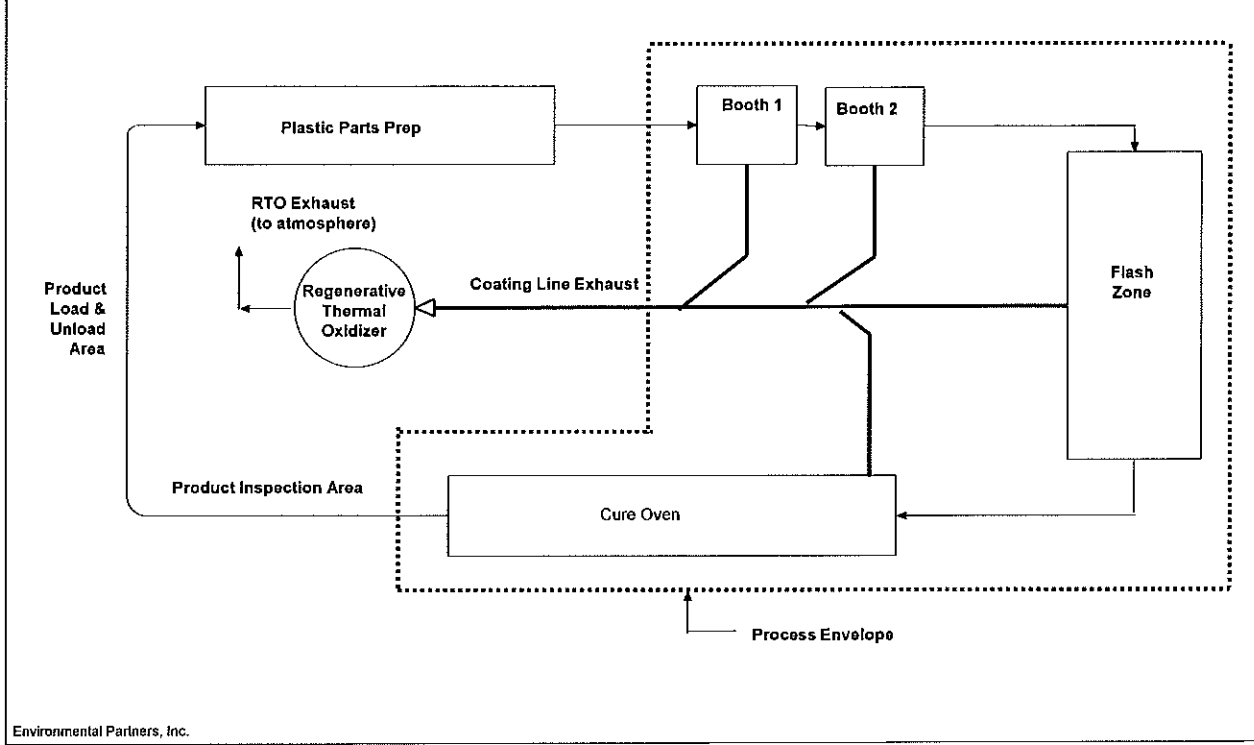 Booth 1
Booth 2
Plastic Parts Prep
RTO Exhaust
(to atmosphere)
Flash
Zone
Coating Line Exhaust
Regenerative
Thermal
Oxidizer
Product
Load &
Unload
Area
Product Inspection Area
Cure Oven
Process Envelope
Environmental Partners, Inc.